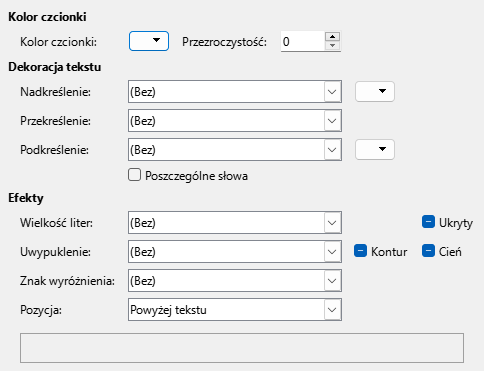 Kolor czcionki
Kolor czcionki: Przezroczystość: 0
Dekoracja tekstu
Nadkreślenie: (Bez)
Przekreślenie: (Bez)
Podkreślenie: (Bez)
Poszczególne słowa
Efekty
Wielkość liter: (Bez) Ukryty
Uwypuklenie: (Bez) Kontur Cień
Znak wyróżnienia: (Bez)
Pozycja: Powyżej tekstu